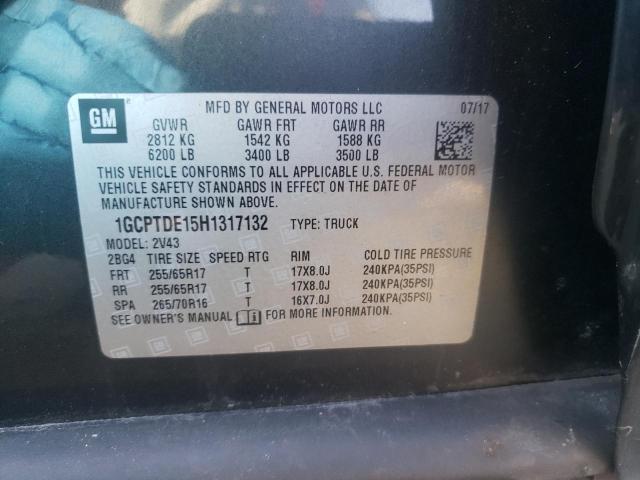 GM
MFD BY GENERAL MOTORS LLC 07/17
GVWR GAWR FRT GAWR RR
2812 KG 1542 KG 1588 KG
6200 LB 3400 LB 3500 LB
THIS VEHICLE CONFORMS TO ALL APPLICABLE U.S. FEDERAL MOTOR
VEHICLE SAFETY STANDARDS IN EFFECT ON THE DATE OF
MANUFACTURE SHOWN ABOVE.
1GCPTDE15H1317132 TYPE: TRUCK
MODEL: 2V43
2BG4 TIRE SIZE SPEED RTG RIM COLD TIRE PRESSURE
FRT 255/65R17 T 17X8.0J 240KPA(35PSI)
RR 255/65R17 T 17X8.0J 240KPA(35PSI)
SPA 265/70R16 T 16X7.0J 240KPA(35PSI)
SEE OWNER'S MANUAL FOR MORE INFORMATION.